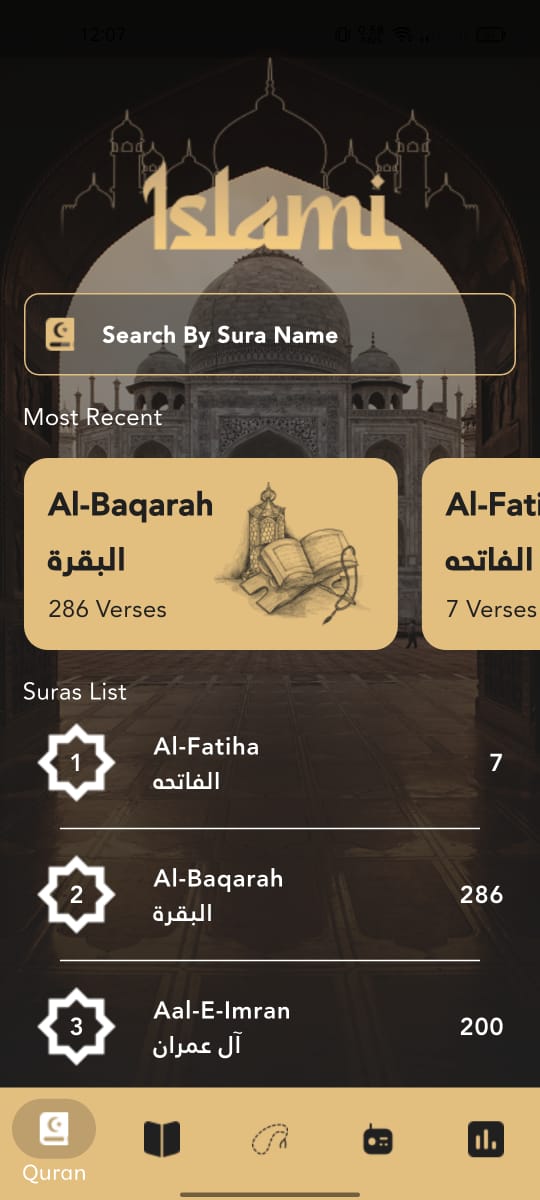 12:07
Islami
Search By Sura Name
Most Recent
Al-Baqarah
البقرة
286 Verses
Al-Fati
الفاتحه
7 Verses
Suras List
1
Al-Fatiha
الفاتحه
7
2
Al-Baqarah
البقرة
286
3
Aal-E-Imran
آل عمران
200
Quran